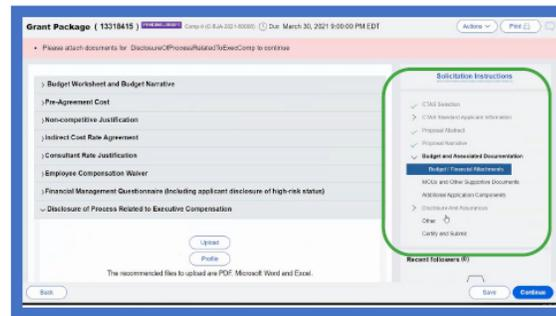 Grant Package ( 13318415 ) Due: March 30, 2021 9:00:00 PM EDT
Actions
Print
Please attach documents for DisclosureOfProcessRelatedToExecComp to continue
Budget Worksheet and Budget Narrative
Pre-Agreement Cost
Non-competitive Justification
Indirect Cost Rate Agreement
Consultant Rate Justification
Employee Compensation Waiver
Financial Management Questionnaire (Including applicant disclosure of high-risk status)
Disclosure of Process Related to Executive Compensation
Upload
Profile
The recommended files to upload are PDF, Microsoft Word and Excel.
Solicitation Instructions
CTAS Selection
CTAS Standard Applicant Information
Proposal Abstract
Proposal Narrative
Budget and Associated Documentation
Budget / Financial Attachments
MOUs and Other Supportive Documents
Additional Application Components
Disclosure And Assurances
Other
Certify and Submit
Recent followers (0)
Back
Save
Continue